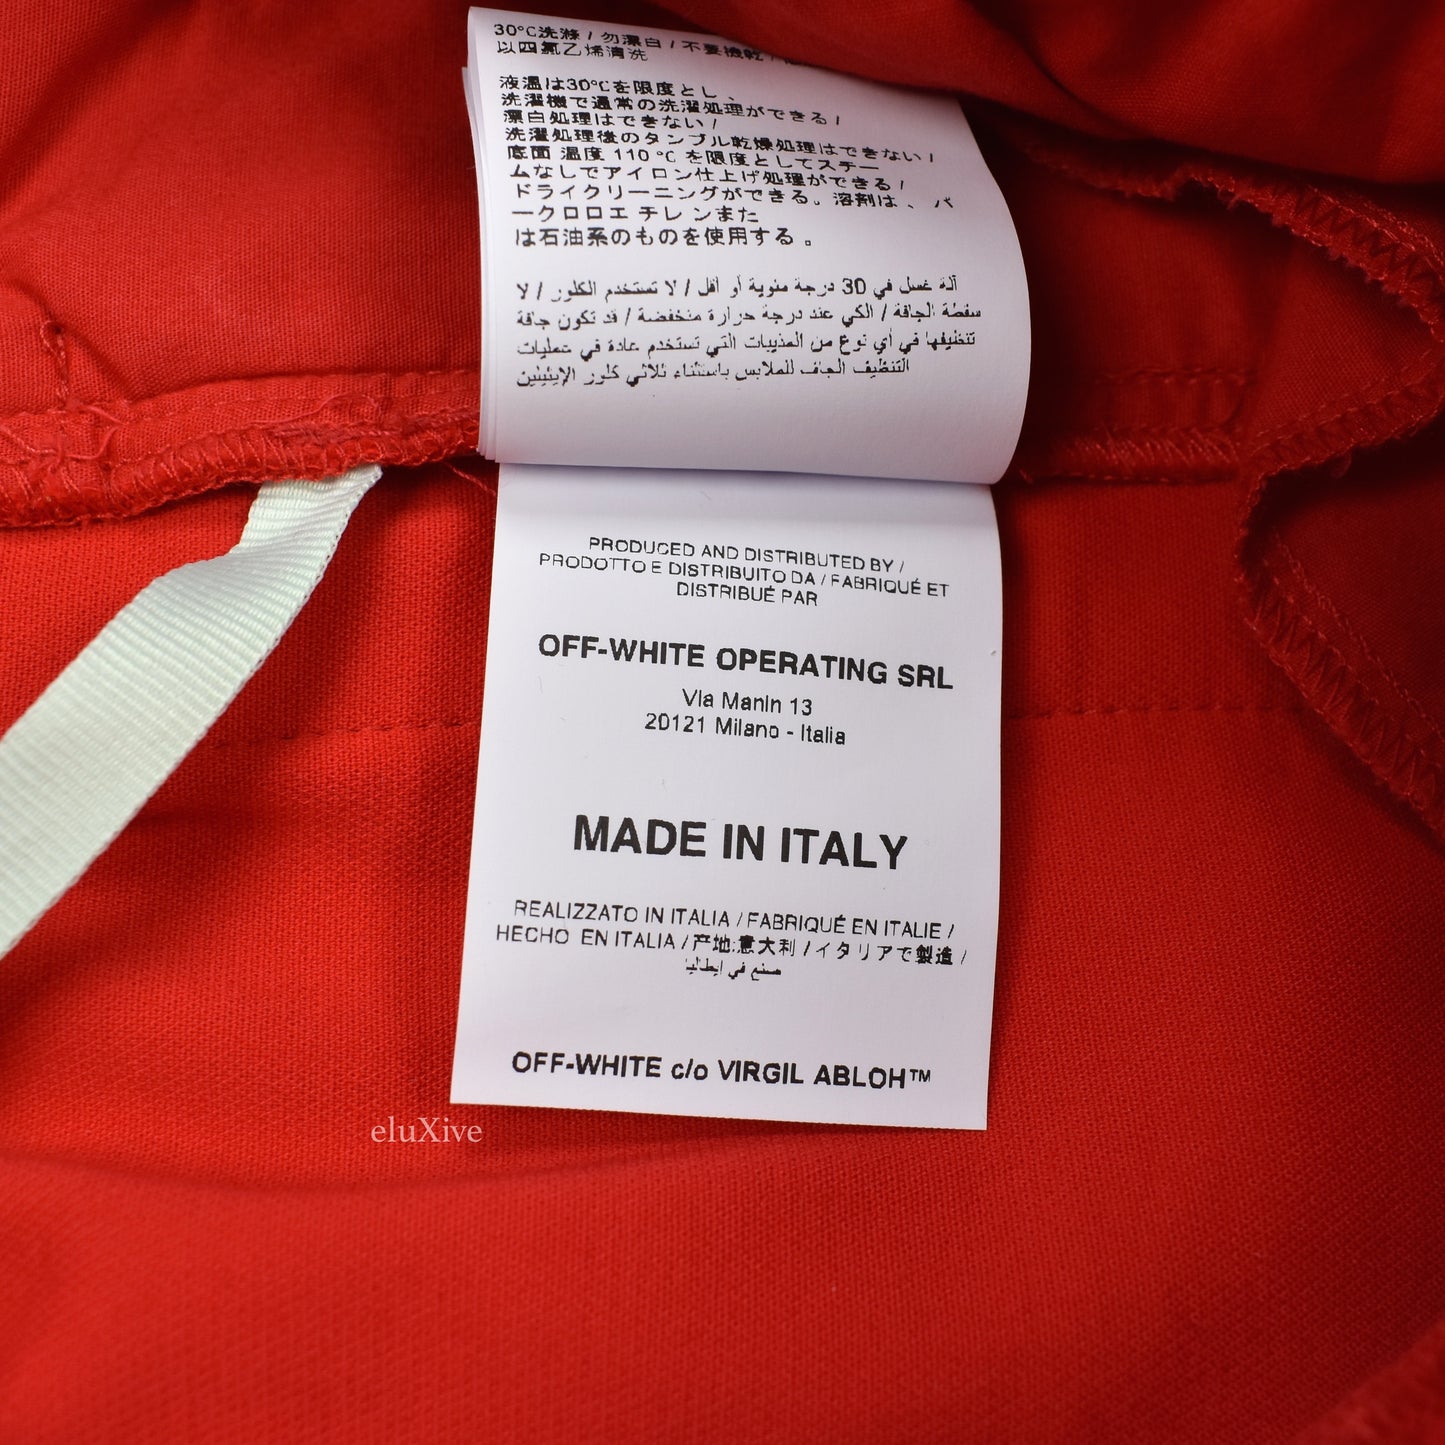 30°C洗滌 / 勿漂白 / 不要機乾 /
以四氯乙烯清洗
液温は30℃を限度とし 、
洗濯機で通常の洗濯処理ができる /
漂白処理はできない /
洗濯処理後のタンブル乾燥処理はできない /
底面 温度 110 ℃ を限度としてスチー
ムなしでアイロン仕上げ処理ができる /
ドライクリーニングができる。溶剤は 、 パ
ークロロエ チレ ンまた
は石油系のものを使用する 。
آلة غسل في 30 درجة مئوية أو أقل / لا تستخدم الكلور / لا
سفطة الجافة / الكي عند درجة حرارة منخفضة / قد تكون جافة
تنظيفها في أي نوع من المذيبات التي تستخدم عادة في عمليات
التنظيف الجاف للملابس باستثناء ثلاثي كلور الإيثيلين
PRODUCED AND DISTRIBUTED BY /
PRODOTTO E DISTRIBUITO DA / FABRIQUÉ ET
DISTRIBUÉ PAR
OFF-WHITE OPERATING SRL
Via Manin 13
20121 Milano - Italia
MADE IN ITALY
REALIZZATO IN ITALIA / FABRIQUÉ EN ITALIE /
HECHO EN ITALIA / 产地:意大利 / イタリアで製造 /
صنع في إيطاليا
OFF-WHITE c/o VIRGIL ABLOH™
eluXive